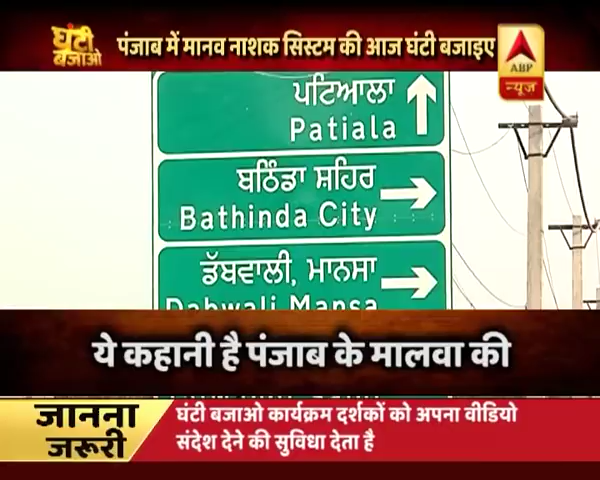 घंटी
बजाओ
पंजाब में मानव नाशक सिस्टम की आज घंटी बजाइए
ABP
न्यूज़
ਪਟਿਆਲਾ
Patiala
ਬਠਿੰਡਾ ਸ਼ਹਿਰ
Bathinda City
ਡੱਬਵਾਲੀ, ਮਾਨਸਾ
Dabwali, Mansa
ये कहानी है पंजाब के मालवा की
जानना
जरूरी
घंटी बजाओ कार्यक्रम दर्शकों को अपना वीडियो
संदेश देने की सुविधा देता है